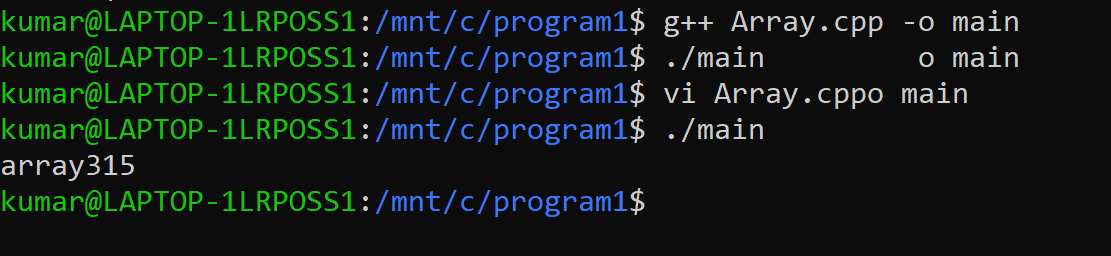 kumar@LAPTOP-1LRPOSS1:/mnt/c/program1$ g++ Array.cpp -o main
kumar@LAPTOP-1LRPOSS1:/mnt/c/program1$ ./main          o main
kumar@LAPTOP-1LRPOSS1:/mnt/c/program1$ vi Array.cppo main
kumar@LAPTOP-1LRPOSS1:/mnt/c/program1$ ./main
array315
kumar@LAPTOP-1LRPOSS1:/mnt/c/program1$